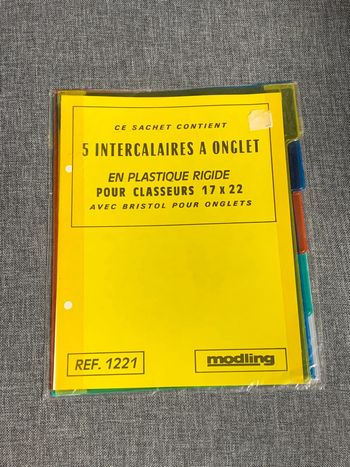 CE SACHET CONTIENT
5 INTERCALAIRES A ONGLET
EN PLASTIQUE RIGIDE
POUR CLASSEURS 17 x 22
AVEC BRISTOL POUR ONGLETS
REF. 1221
modling